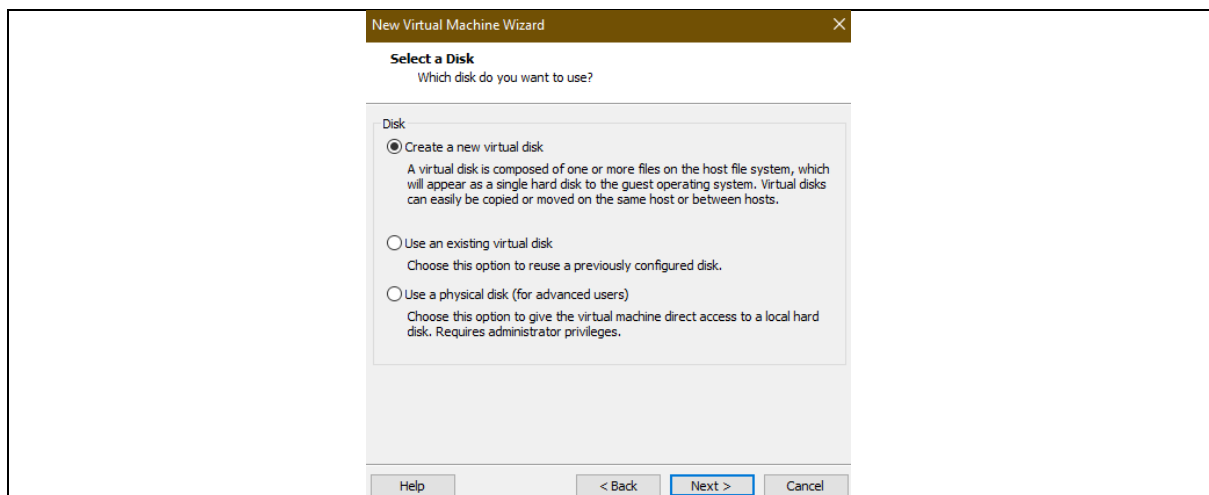 New Virtual Machine Wizard
Select a Disk
Which disk do you want to use?
Disk
Create a new virtual disk
A virtual disk is composed of one or more files on the host file system, which
will appear as a single hard disk to the guest operating system. Virtual disks
can easily be copied or moved on the same host or between hosts.
Use an existing virtual disk
Choose this option to reuse a previously configured disk.
Use a physical disk (for advanced users)
Choose this option to give the virtual machine direct access to a local hard
disk. Requires administrator privileges.
Help < Back Next > Cancel